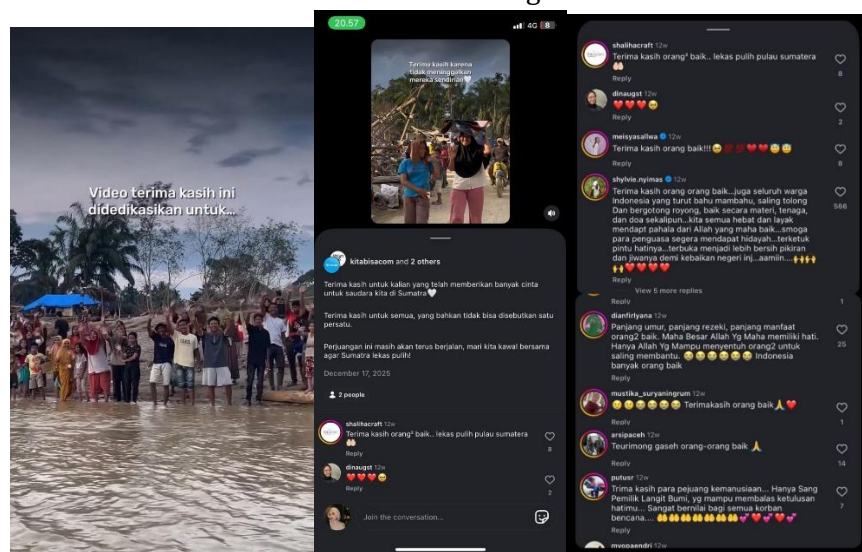 Video terima kasih ini
didedikasikan untuk...
20.57
4G 8
Terima kasih karena
tidak meninggalkan
mereka sendirian🤍
kitabisacom and 2 others
Terima kasih untuk kalian yang telah memberikan banyak cinta
untuk saudara kita di Sumatra🤍
Terima kasih untuk semua, yang bahkan tidak bisa disebutkan satu
persatu.
Perjuangan ini masih akan terus berjalan, mari kita kawal bersama
agar Sumatra lekas pulih!
December 17, 2025
2 people
shalihacraft 12w
Terima kasih orang² baik.. lekas pulih pulau sumatera
🤲🏻
8
Reply
dinaugst 12w
❤️❤️❤️🥹
Reply
2
Join the conversation...
shalihacraft 12w
Terima kasih orang² baik.. lekas pulih pulau sumatera
🤲🏻
Reply
8
dinaugst 12w
❤️❤️❤️🥹
2
Reply
meisyasallwa 12w
Terima kasih orang baik!!!🥹💯💯❤️❤️😇😇
Reply
8
shylvie.nyimas 12w
Terima kasih orang orang baik...juga seluruh warga
Indonesia yang turut bahu mambahu, saling tolong
Dan bergotong royong, baik secara materi, tenaga,
dan doa sekalipun...kita semua hebat dan layak
mendapt pahala dari Allah yang maha baik...smoga
para penguasa segera mendapat hidayah...terketuk
pintu hatinya...terbuka menjadi lebih bersih pikiran
dan jiwanya demi kebaikan negeri inj...aamiin....🙌🙌
🙌❤️❤️❤️❤️
566
View 5 more replies
Reply
1
dianfirlyana 12w
Panjang umur, panjang rezeki, panjang manfaat
orang2 baik. Maha Besar Allah Yg Maha memiliki hati.
Hanya Allah Yg Mampu menyentuh orang2 untuk
saling membantu. 😭😭😭😭😭😭 Indonesia
banyak orang baik
Reply
25
mustika_suryaningrum 12w
🥹🥹😭😭😭😭 Terimakasih orang baik🙏❤️
Reply
1
arsipaceh 12w
Teurimong gaseh orang-orang baik 🙏
Reply
14
putusr 12w
Trima kasih para pejuang kemanusiaan... Hanya Sang
Pemilik Langit Bumi, yg mampu membalas ketulusan
hatimu... Sangat bernilai bagi semua korban
bencana.... 🤲🤲🤲🤲🤲🤲🤲💕❤️💕❤️💕
Reply
7